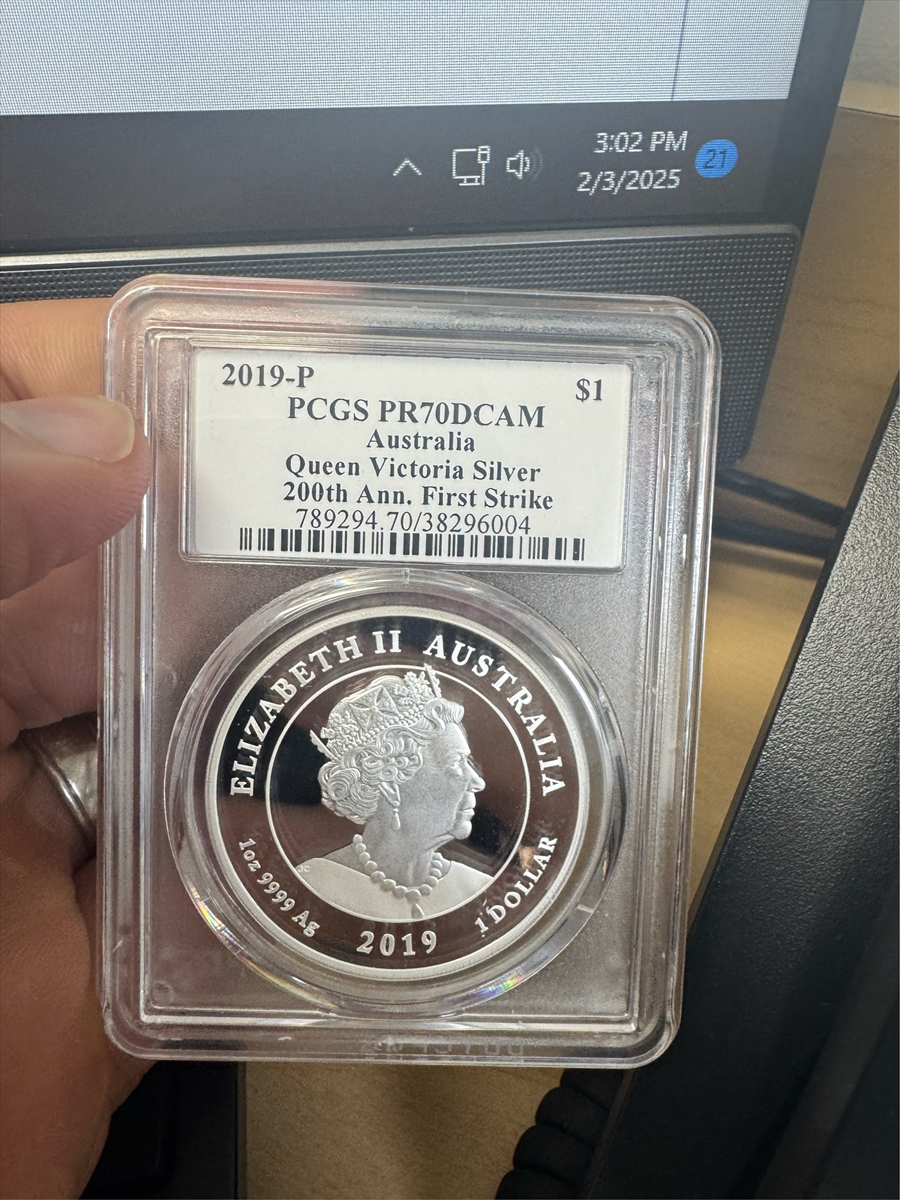 3:02 PM
21
2/3/2025
2019-P
$1
PCGS PR70DCAM
Australia
Queen Victoria Silver
200th Ann. First Strike
789294.70/38296004
ELIZABETH II AUSTRALIA
JC
1oz 9999 Ag
2019
1 DOLLAR